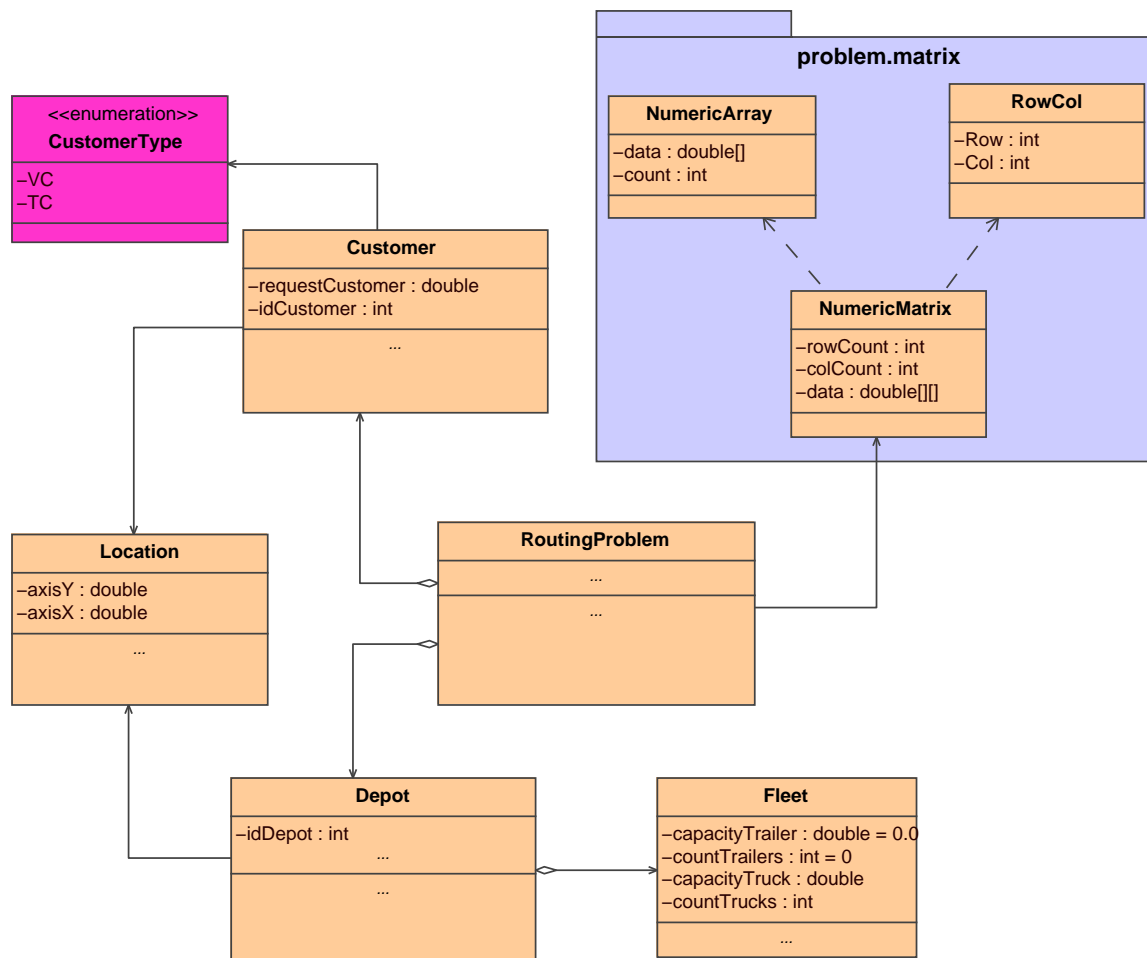 problem.matrix
<<enumeration>>
CustomerType
–VC
–TC
NumericArray
–data : double[]
–count : int
RowCol
–Row : int
–Col : int
Customer
–requestCustomer : double
–idCustomer : int
...
NumericMatrix
–rowCount : int
–colCount : int
–data : double[][]
Location
–axisY : double
–axisX : double
...
RoutingProblem
...
...
Depot
–idDepot : int
...
...
Fleet
–capacityTrailer : double = 0.0
–countTrailers : int = 0
–capacityTruck : double
–countTrucks : int
...